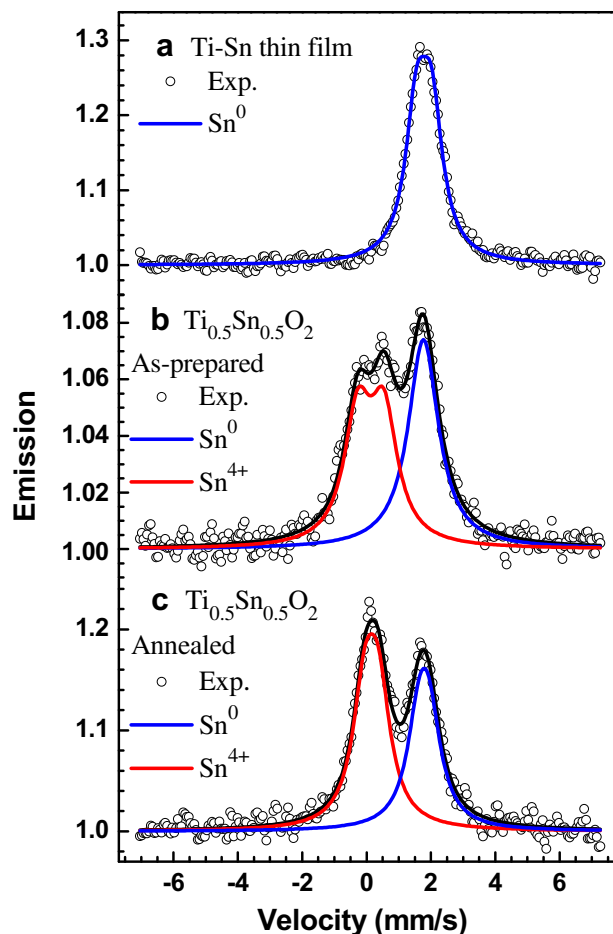 a Ti-Sn thin film
Exp.
Sn⁰
1.3
1.2
1.1
1.0
b Ti₀.₅Sn₀.₅O₂
As-prepared
Exp.
Sn⁰
Sn⁴⁺
1.08
1.06
1.04
1.02
1.00
c Ti₀.₅Sn₀.₅O₂
Annealed
Exp.
Sn⁰
Sn⁴⁺
1.2
1.1
1.0
Emission
-6 -4 -2 0 2 4 6
Velocity (mm/s)